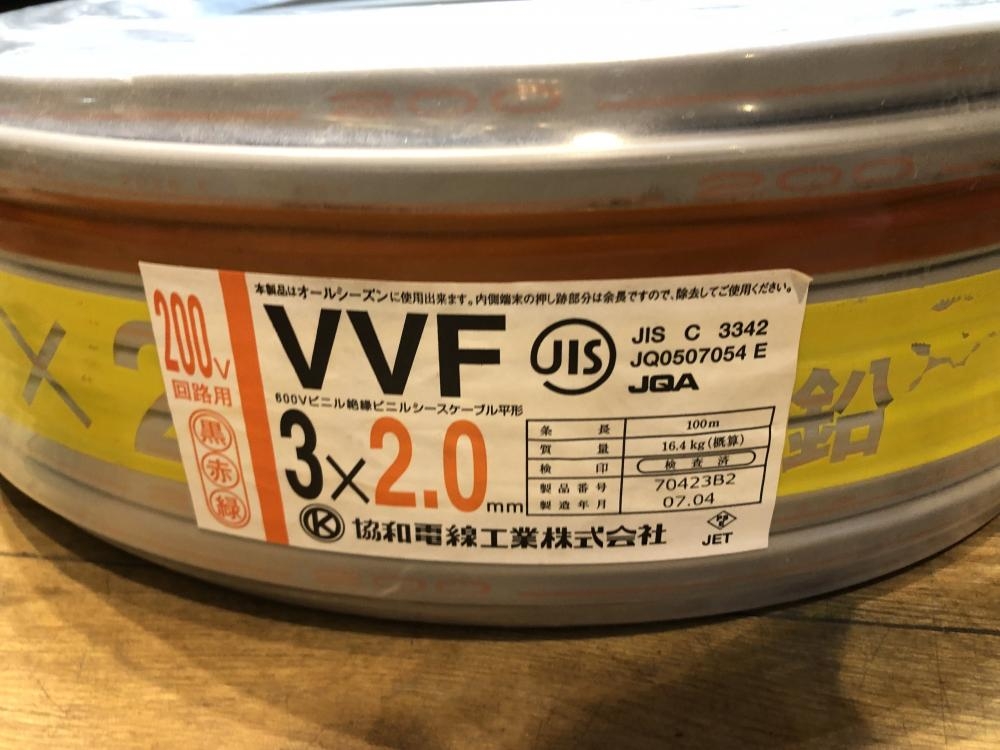 200
200
本製品はオールシーズンに使用出来ます。内側端末の押し跡部分は余長ですので、除去してご使用ください。
200V
回路用
黒
赤
緑
VVF
600Vビニル絶縁ビニルシースケーブル平形
3×2.0mm
JIS
JIS C 3342
JQ0507054 E
JQA
条長 100m
質量 16.4kg(概算)
検印 検査済
製品番号 70423B2
製造年月 07.04
K 協和電線工業株式会社
JET
× 2
鉛
200